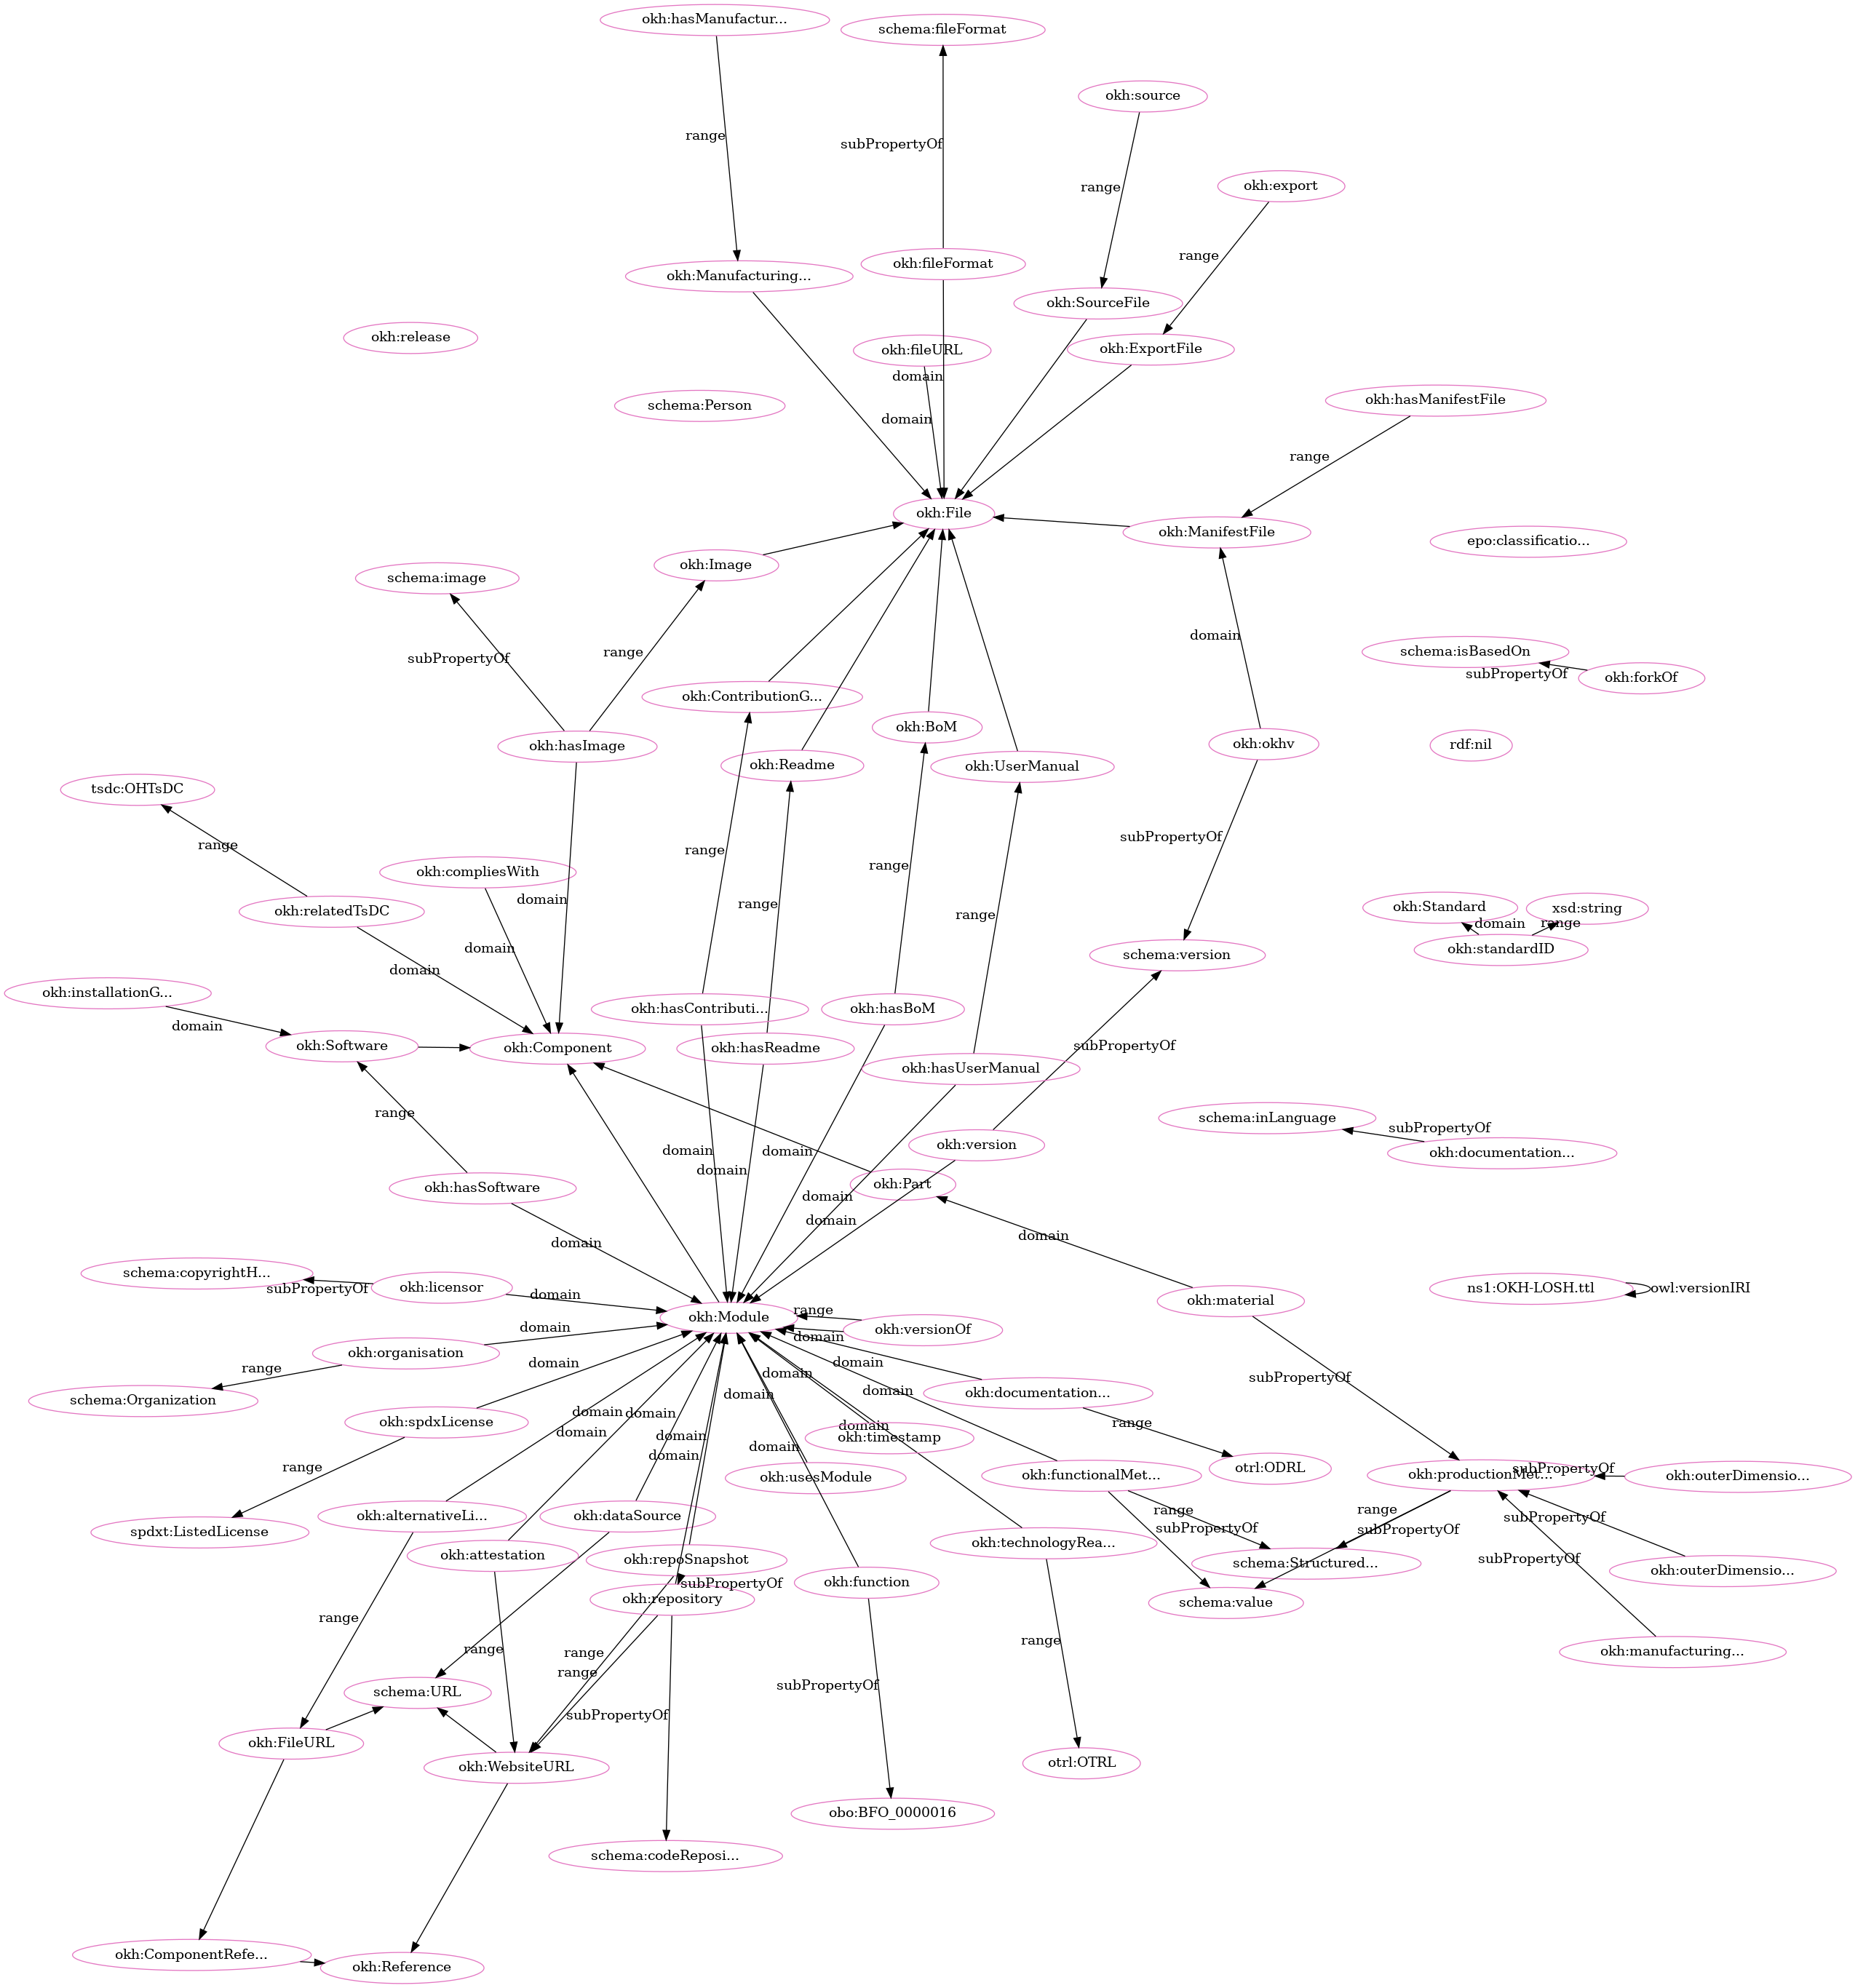 okh:hasManufactur...
schema:fileFormat
okh:source
range
subPropertyOf
okh:export
range
range
okh:Manufacturing...
okh:fileFormat
okh:SourceFile
okh:release
okh:fileURL
okh:ExportFile
domain
schema:Person
okh:hasManifestFile
domain
range
okh:File
okh:ManifestFile
epo:classificatio...
okh:Image
schema:image
domain
subPropertyOf
range
schema:isBasedOn
subPropertyOf
okh:forkOf
okh:ContributionG...
okh:BoM
okh:hasImage
okh:okhv
rdf:nil
okh:Readme
okh:UserManual
tsdc:OHTsDC
range
subPropertyOf
range
range
okh:compliesWith
domain
range
range
okh:relatedTsDC
okh:Standard
xsd:string
domain
range
domain
domain
okh:standardID
schema:version
okh:installationG...
okh:hasContributi...
okh:hasBoM
domain
okh:Software
okh:Component
okh:hasReadme
subPropertyOf
okh:hasUserManual
range
schema:inLanguage
subPropertyOf
okh:version
okh:documentation...
domain
domain
domain
okh:hasSoftware
okh:Part
domain
domain
domain
domain
schema:copyrightH...
subPropertyOf
okh:licensor
domain
ns1:OKH-LOSH.ttl
owl:versionIRI
okh:material
okh:Module
range
domain
okh:versionOf
domain
okh:organisation
range
domain
domain
domain
subPropertyOf
schema:Organization
domain
domain
okh:documentation...
okh:spdxLicense
domain
domain
domain
okh:timestamp
range
domain
domain
domain
domain
range
okh:usesModule
okh:functionalMet...
otrl:ODRL
okh:productionMet...
subPropertyOf
okh:outerDimensio...
range
range
subPropertyOf
okh:alternativeLi...
okh:dataSource
spdxt:ListedLicense
subPropertyOf
subPropertyOf
okh:technologyRea...
okh:attestation
okh:repoSnapshot
schema:Structured...
subPropertyOf
okh:outerDimensio...
okh:function
subPropertyOf
okh:repository
schema:value
range
range
range
range
range
okh:manufacturing...
schema:URL
subPropertyOf
subPropertyOf
okh:FileURL
okh:WebsiteURL
otrl:OTRL
obo:BFO_0000016
schema:codeReposi...
okh:ComponentRefe...
okh:Reference